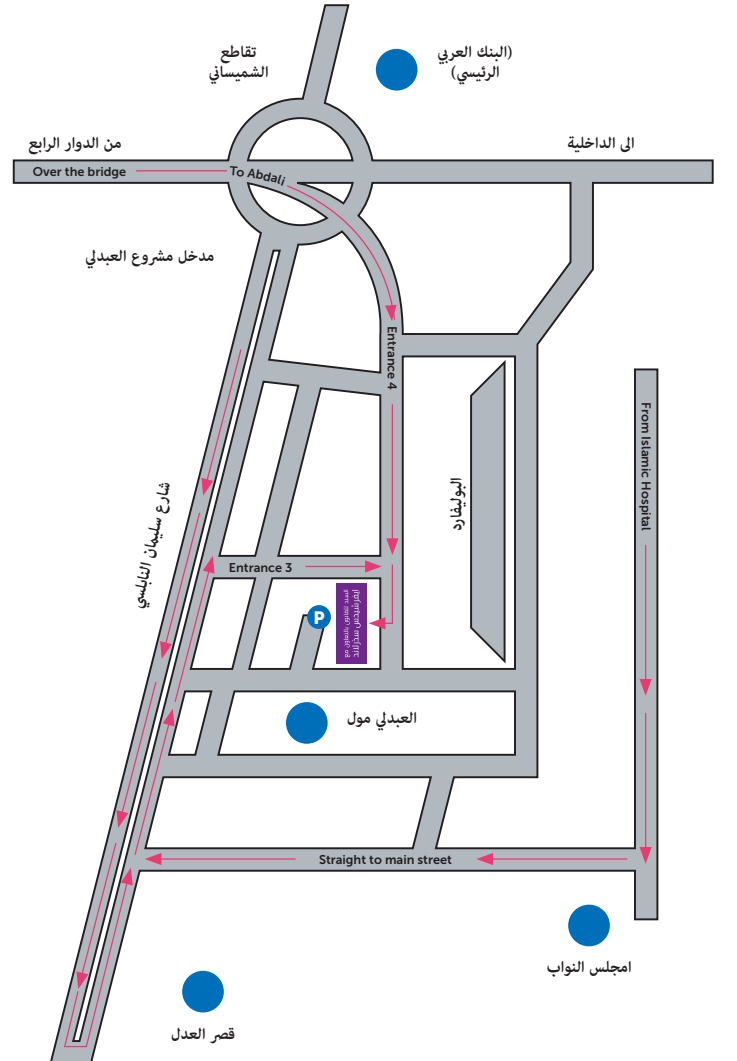 تقاطع
الشميساني
(البنك العربي
الرئيسي)
من الدوار الرابع
الى الداخلية
Over the bridge
To Abdali
مدخل مشروع العبدلي
Entrance 4
From Islamic Hospital
شارع سليمان النابلسي
البوليفارد
Entrance 3
P
العبدلي مول
Straight to main street
امجلس النواب
قصر العدل